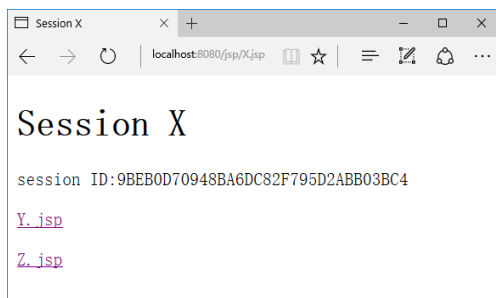 Session X
localhost:8080/jsp/X.jsp
Session X
session ID:9BEB0D70948BA6DC82F795D2ABB03BC4
Y.jsp
Z.jsp